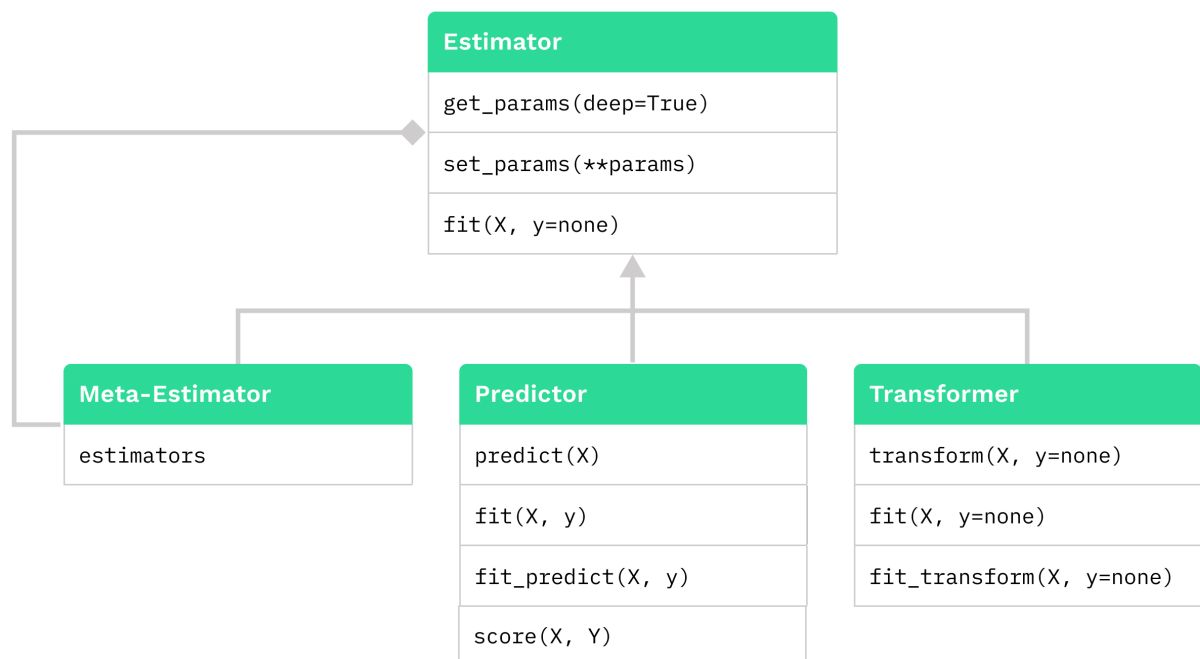 Estimator
get_params(deep=True)
set_params(**params)
fit(X, y=none)
Meta-Estimator
estimators
Predictor
predict(X)
fit(X, y)
fit_predict(X, y)
score(X, Y)
Transformer
transform(X, y=none)
fit(X, y=none)
fit_transform(X, y=none)